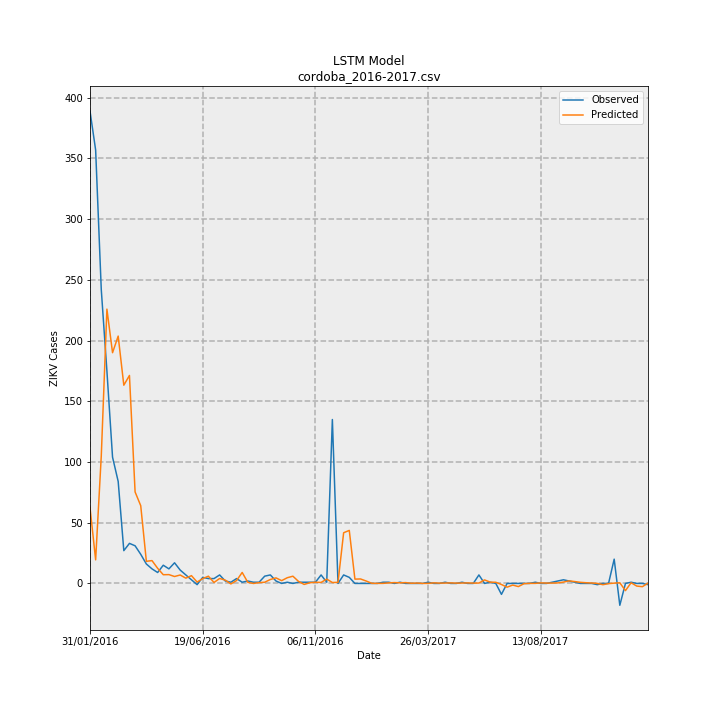 LSTM Model
cordoba_2016-2017.csv
Observed
Predicted
400
350
300
250
200
150
100
50
0
ZIKV Cases
31/01/2016 19/06/2016 06/11/2016 26/03/2017 13/08/2017
Date